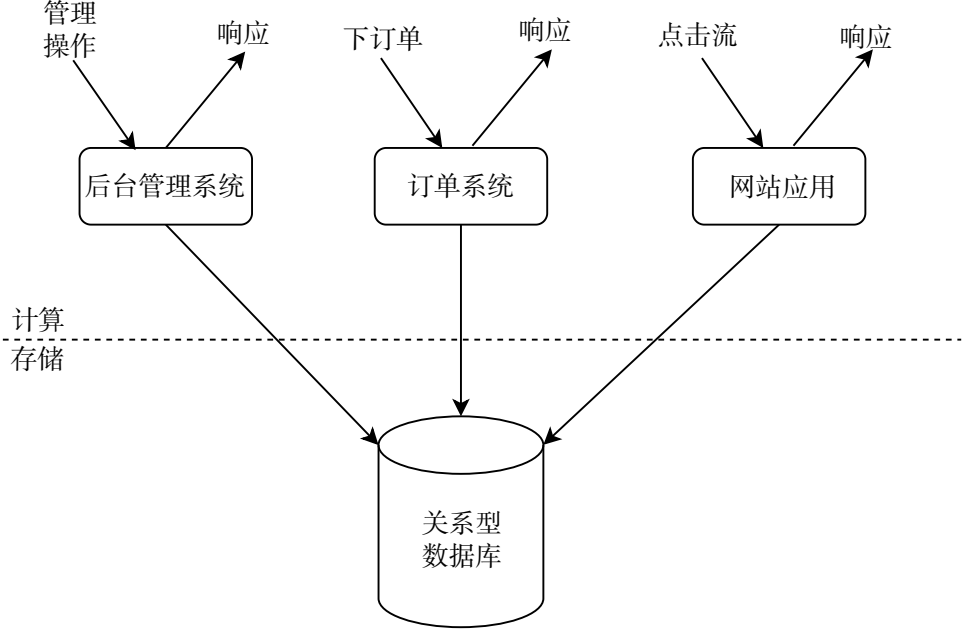 管理
操作
响应
下订单
响应
点击流
响应
后台管理系统
订单系统
网站应用
计算
存储
关系型
数据库